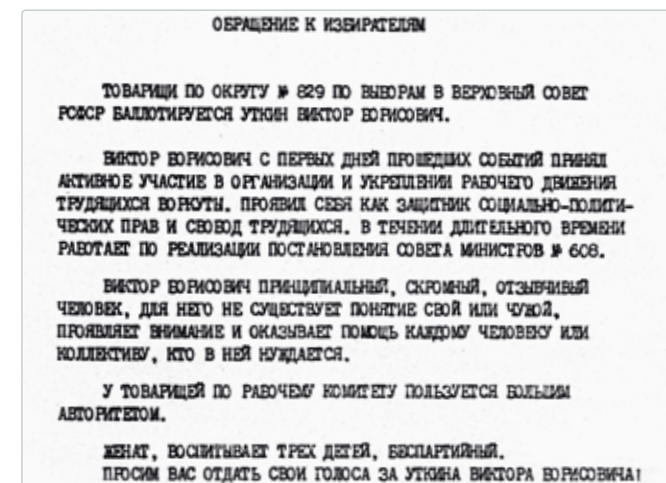 ОБРАЩЕНИЕ К ИЗБИРАТЕЛЯМ
ТОВАРИЩИ ПО ОКРУГУ № 829 ПО ВЫБОРАМ В ВЕРХОВНЫЙ СОВЕТ
РСФСР БАЛЛОТИРУЕТСЯ УТКИН ВИКТОР БОРИСОВИЧ.
ВИКТОР БОРИСОВИЧ С ПЕРВЫХ ДНЕЙ ПРОШЕДШИХ СОБЫТИЙ ПРИНЯЛ
АКТИВНОЕ УЧАСТИЕ В ОРГАНИЗАЦИИ И УКРЕПЛЕНИИ РАБОЧЕГО ДВИЖЕНИЯ
ТРУДЯЩИХСЯ ВОРКУТЫ. ПРОЯВИЛ СЕБЯ КАК ЗАЩИТНИК СОЦИАЛЬНО-ПОЛИТИ-
ЧЕСКИХ ПРАВ И СВОБОД ТРУДЯЩИХСЯ. В ТЕЧЕНИИ ДЛИТЕЛЬНОГО ВРЕМЕНИ
РАБОТАЕТ ПО РЕАЛИЗАЦИИ ПОСТАНОВЛЕНИЯ СОВЕТА МИНИСТРОВ № 608.
ВИКТОР БОРИСОВИЧ ПРИНЦИПИАЛЬНЫЙ, СКРОМНЫЙ, ОТЗЫВЧИВЫЙ
ЧЕЛОВЕК, ДЛЯ НЕГО НЕ СУЩЕСТВУЕТ ПОНЯТИЕ СВОЙ ИЛИ ЧУЖОЙ,
ПРОЯВЛЯЕТ ВНИМАНИЕ И ОКАЗЫВАЕТ ПОМОЩЬ КАЖДОМУ ЧЕЛОВЕКУ ИЛИ
КОЛЛЕКТИВУ, КТО В НЕЙ НУЖДАЕТСЯ.
У ТОВАРИЩЕЙ ПО РАБОЧЕМУ КОМИТЕТУ ПОЛЬЗУЕТСЯ БОЛЬШИМ
АВТОРИТЕТОМ.
ЖЕНАТ, ВОСПИТЫВАЕТ ТРЕХ ДЕТЕЙ, БЕСПАРТИЙНЫЙ.
ПРОСИМ ВАС ОТДАТЬ СВОИ ГОЛОСА ЗА УТКИНА ВИКТОРА БОРИСОВИЧА!